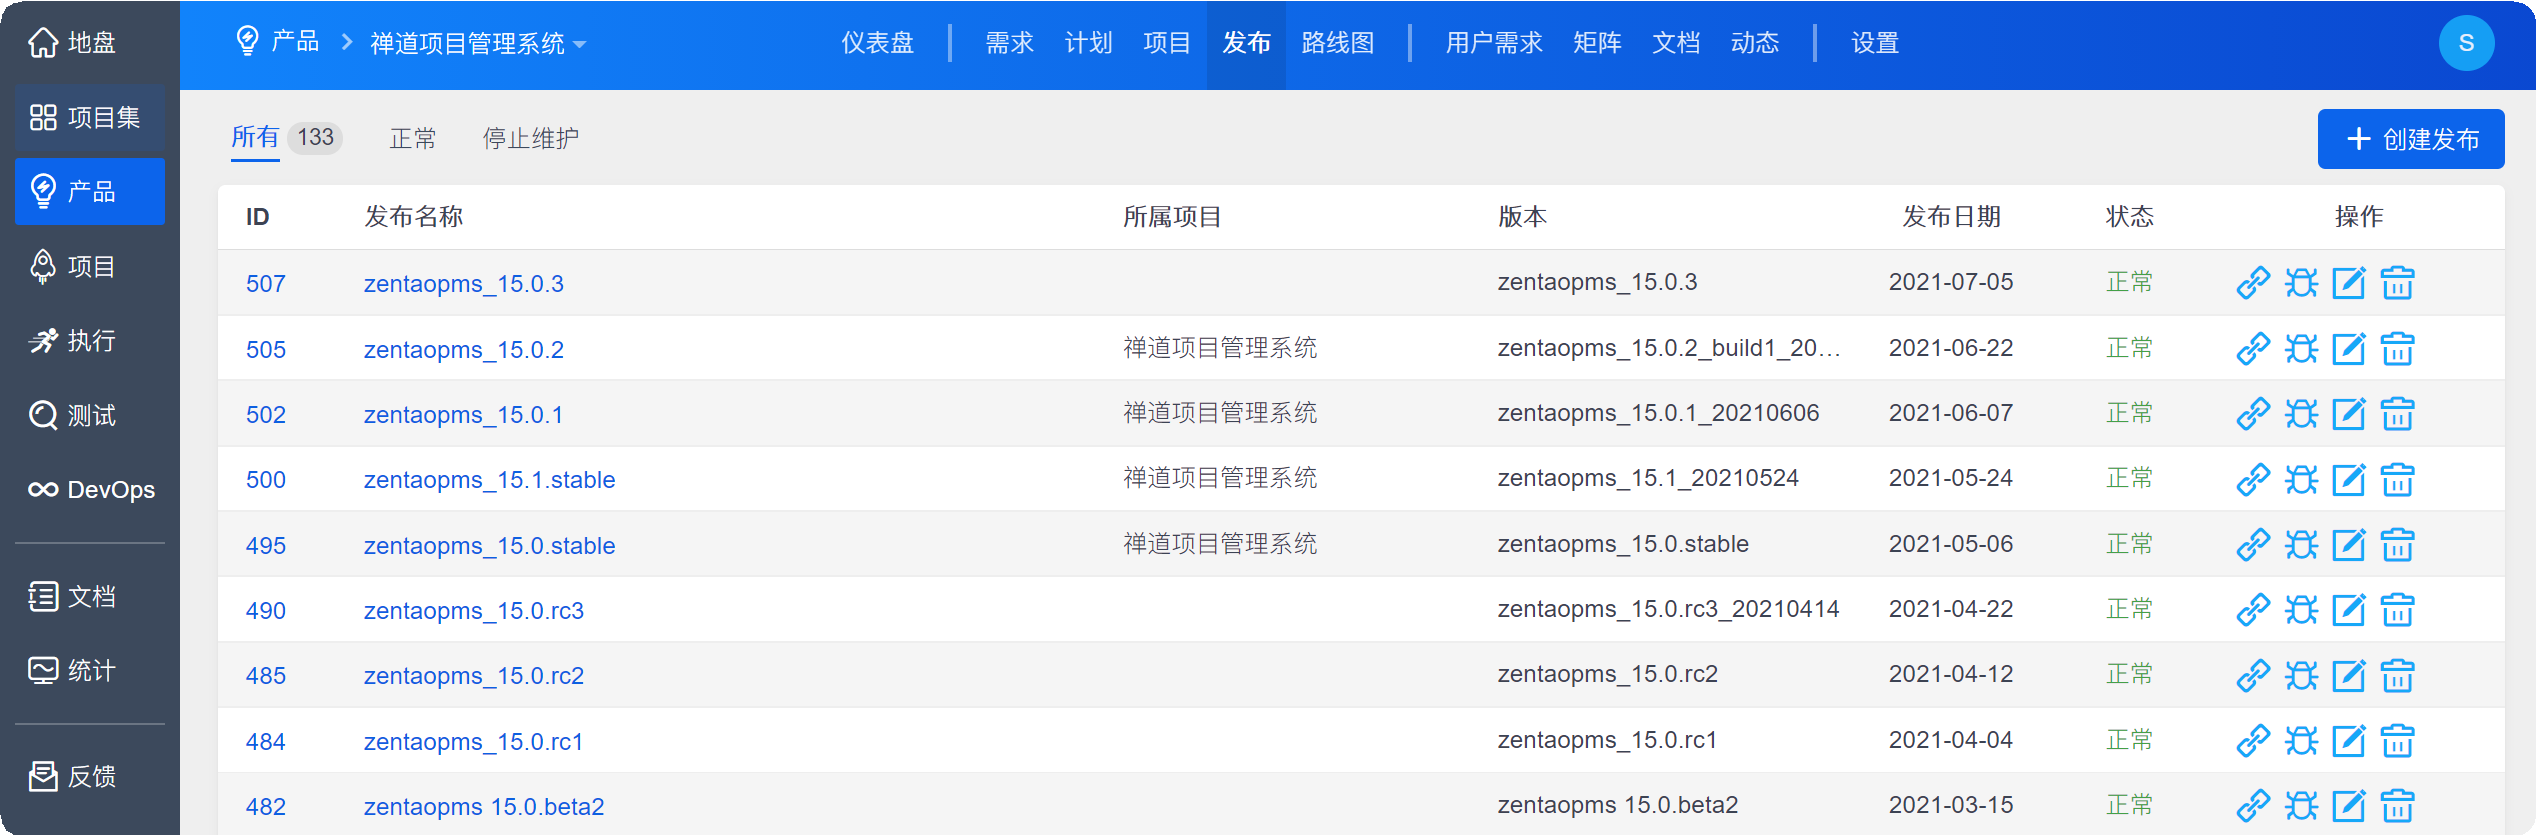 地盘
项目集
产品
项目
执行
测试
DevOps
文档
统计
反馈
产品 禅道项目管理系统
仪表盘 需求 计划 项目 发布 路线图 用户需求 矩阵 文档 动态 设置
S
所有 133 正常 停止维护
创建发布
ID 发布名称 所属项目 版本 发布日期 状态 操作
507 zentaopms_15.0.3 zentaopms_15.0.3 2021-07-05 正常
505 zentaopms_15.0.2 禅道项目管理系统 zentaopms_15.0.2_build1_20... 2021-06-22 正常
502 zentaopms_15.0.1 禅道项目管理系统 zentaopms_15.0.1_20210606 2021-06-07 正常
500 zentaopms_15.1.stable 禅道项目管理系统 zentaopms_15.1_20210524 2021-05-24 正常
495 zentaopms_15.0.stable 禅道项目管理系统 zentaopms_15.0.stable 2021-05-06 正常
490 zentaopms_15.0.rc3 zentaopms_15.0.rc3_20210414 2021-04-22 正常
485 zentaopms_15.0.rc2 zentaopms_15.0.rc2 2021-04-12 正常
484 zentaopms_15.0.rc1 zentaopms_15.0.rc1 2021-04-04 正常
482 zentaopms 15.0.beta2 zentaopms 15.0.beta2 2021-03-15 正常